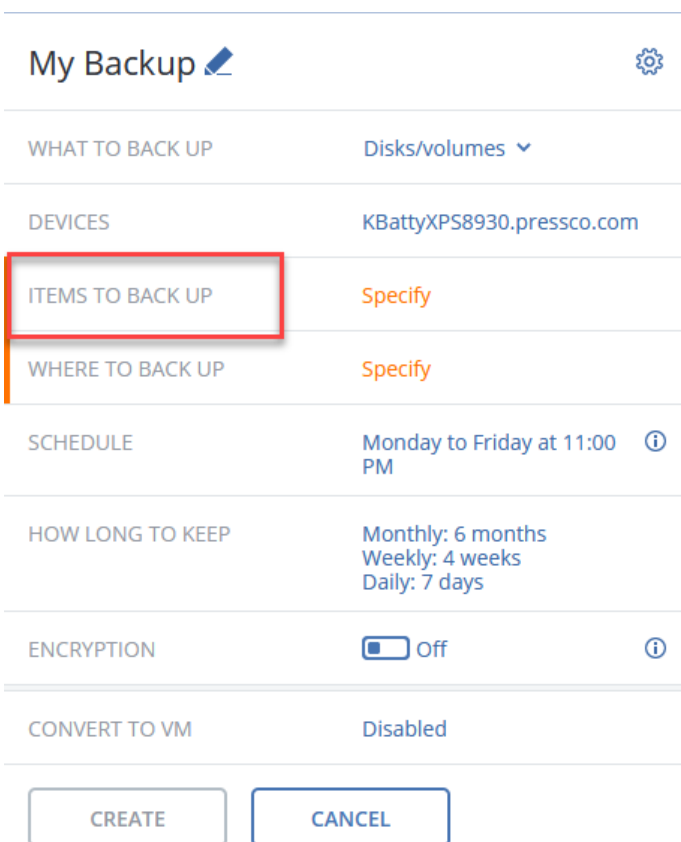 My Backup
WHAT TO BACK UP Disks/volumes
DEVICES KBattyXPS8930.pressco.com
ITEMS TO BACK UP Specify
WHERE TO BACK UP Specify
SCHEDULE Monday to Friday at 11:00
PM
HOW LONG TO KEEP Monthly: 6 months
Weekly: 4 weeks
Daily: 7 days
ENCRYPTION Off
CONVERT TO VM Disabled
CREATE CANCEL